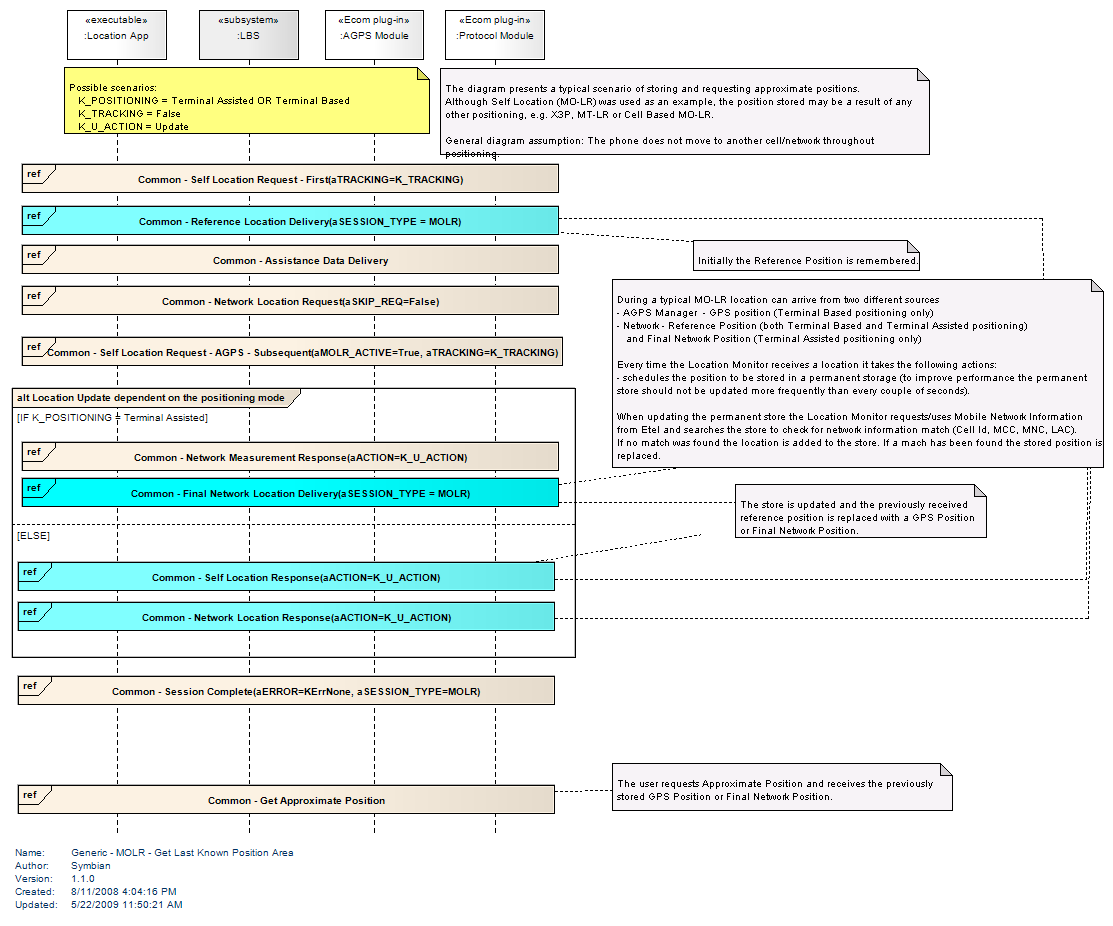 «executable»
:Location App
«subsystem»
:LBS
«Ecom plug-in»
:AGPS Module
«Ecom plug-in»
:Protocol Module
Possible scenarios:
K_POSITIONING = Terminal Assisted OR Terminal Based
K_TRACKING = False
K_U_ACTION = Update
The diagram presents a typical scenario of storing and requesting approximate positions.
Although Self Location (MO-LR) was used as an example, the position stored may be a result of any
other positioning, e.g. X3P, MT-LR or Cell Based MO-LR.
General diagram assumption: The phone does not move to another cell/network throughout
positioning.
ref
Common - Self Location Request - First(aTRACKING=K_TRACKING)
ref
Common - Reference Location Delivery(aSESSION_TYPE = MOLR)
Initially the Reference Position is remembered.
ref
Common - Assistance Data Delivery
ref
Common - Network Location Request(aSKIP_REQ=False)
During a typical MO-LR location can arrive from two different sources
- AGPS Manager - GPS position (Terminal Based positioning only)
- Network - Reference Position (both Terminal Based and Terminal Assisted positioning)
and Final Network Position (Terminal Assisted positioning only)
Every time the Location Monitor receives a location it takes the following actions:
- schedules the position to be stored in a permanent storage (to improve performance the permanent
store should not be updated more frequently than every couple of seconds).
When updating the permanent store the Location Monitor requests/uses Mobile Network Information
from Etel and searches the store to check for network information match (Cell Id, MCC, MNC, LAC).
If no match was found the location is added to the store. If a mach has been found the stored position is
replaced.
ref
Common - Self Location Request - AGPS - Subsequent(aMOLR_ACTIVE=True, aTRACKING=K_TRACKING)
alt Location Update dependent on the positioning mode
[IF K_POSITIONING = Terminal Assisted]
ref
Common - Network Measurement Response(aACTION=K_U_ACTION)
ref
Common - Final Network Location Delivery(aSESSION_TYPE = MOLR)
The store is updated and the previously received
reference position is replaced with a GPS Position
or Final Network Position.
[ELSE]
ref
Common - Self Location Response(aACTION=K_U_ACTION)
ref
Common - Network Location Response(aACTION=K_U_ACTION)
ref
Common - Session Complete(aERROR=KErrNone, aSESSION_TYPE=MOLR)
ref
Common - Get Approximate Position
The user requests Approximate Position and receives the previously
stored GPS Position or Final Network Position.
Name: Generic - MOLR - Get Last Known Position Area
Author: Symbian
Version: 1.1.0
Created: 8/11/2008 4:04:16 PM
Updated: 5/22/2009 11:50:21 AM